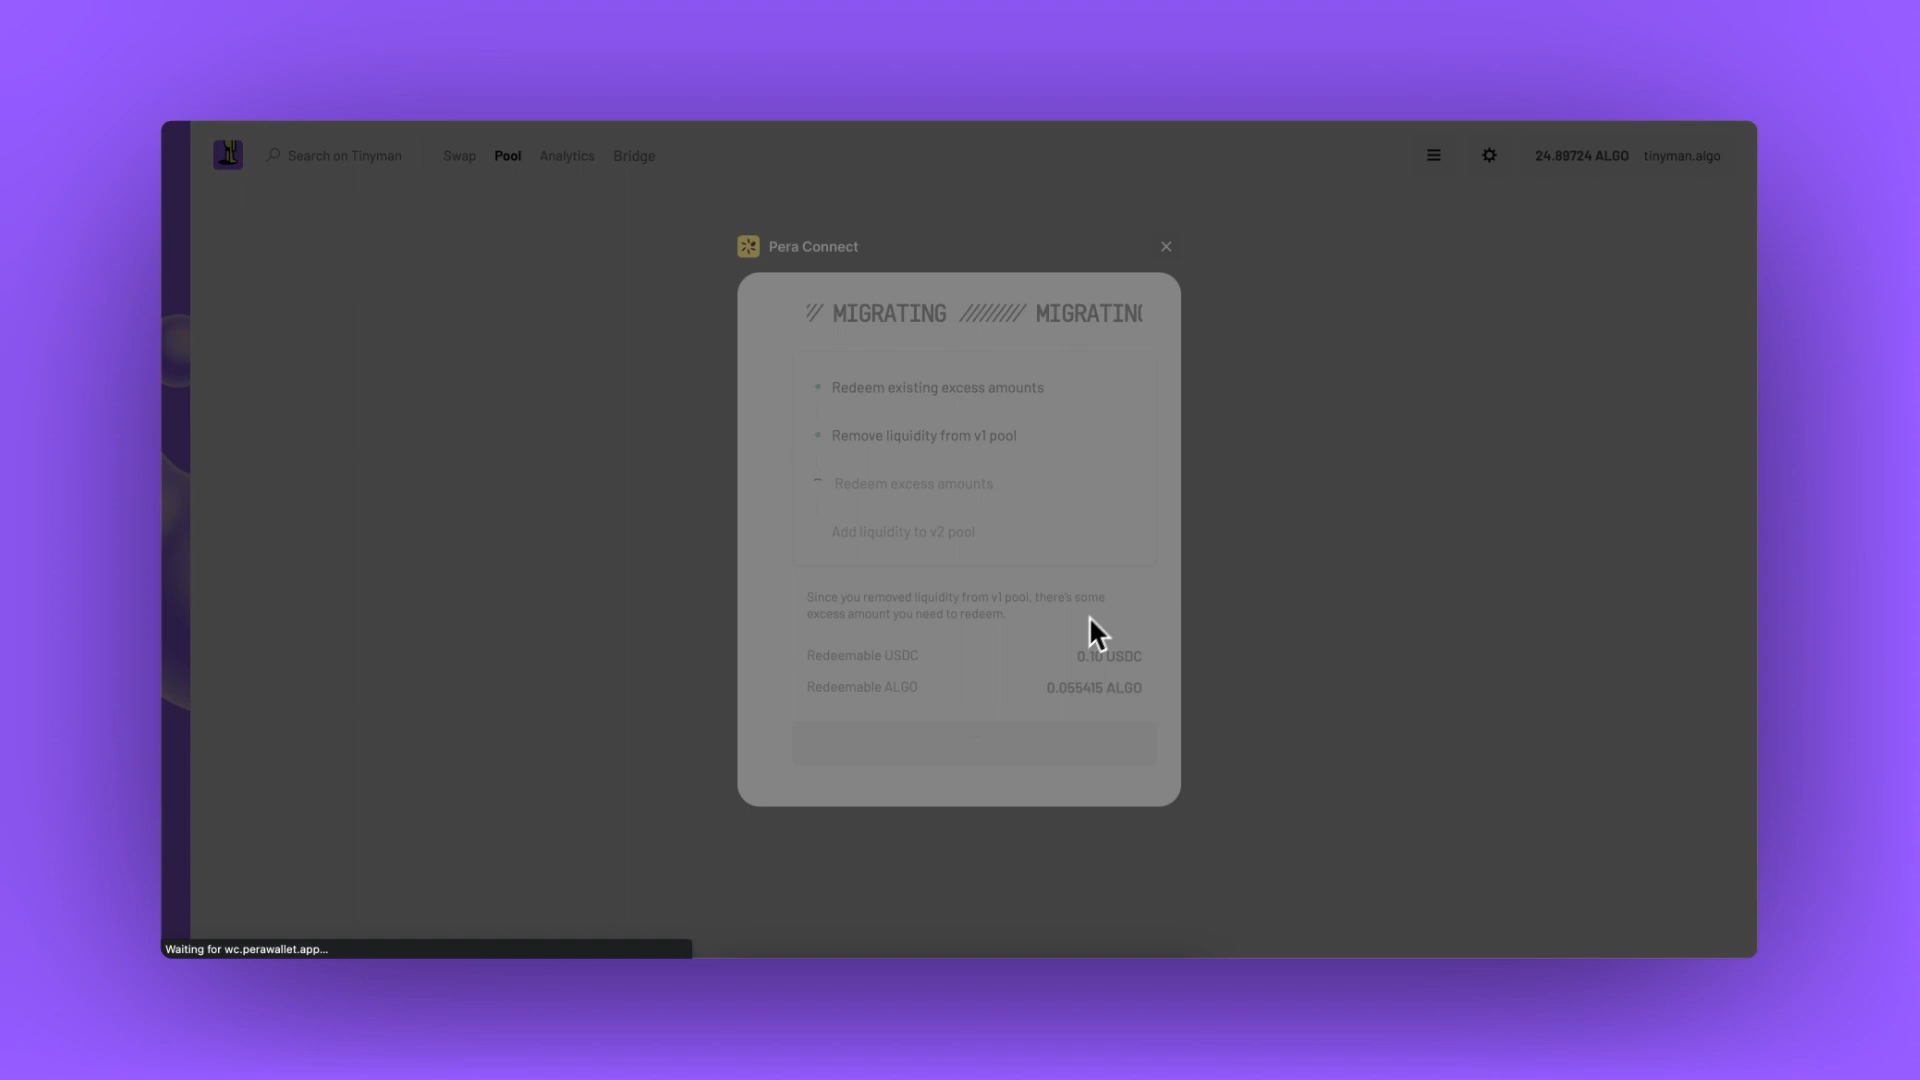 Search on Tinyman
Swap
Pool
Analytics
Bridge
24.89724 ALGO
tinyman.algo
Pera Connect
MIGRATING ///////// MIGRATING
Redeem existing excess amounts
Remove liquidity from v1 pool
Redeem excess amounts
Add liquidity to v2 pool
Since you removed liquidity from v1 pool, there's some
excess amount you need to redeem.
Redeemable USDC
0.10 USDC
Redeemable ALGO
0.055415 ALGO
Waiting for wc.perawallet.app...